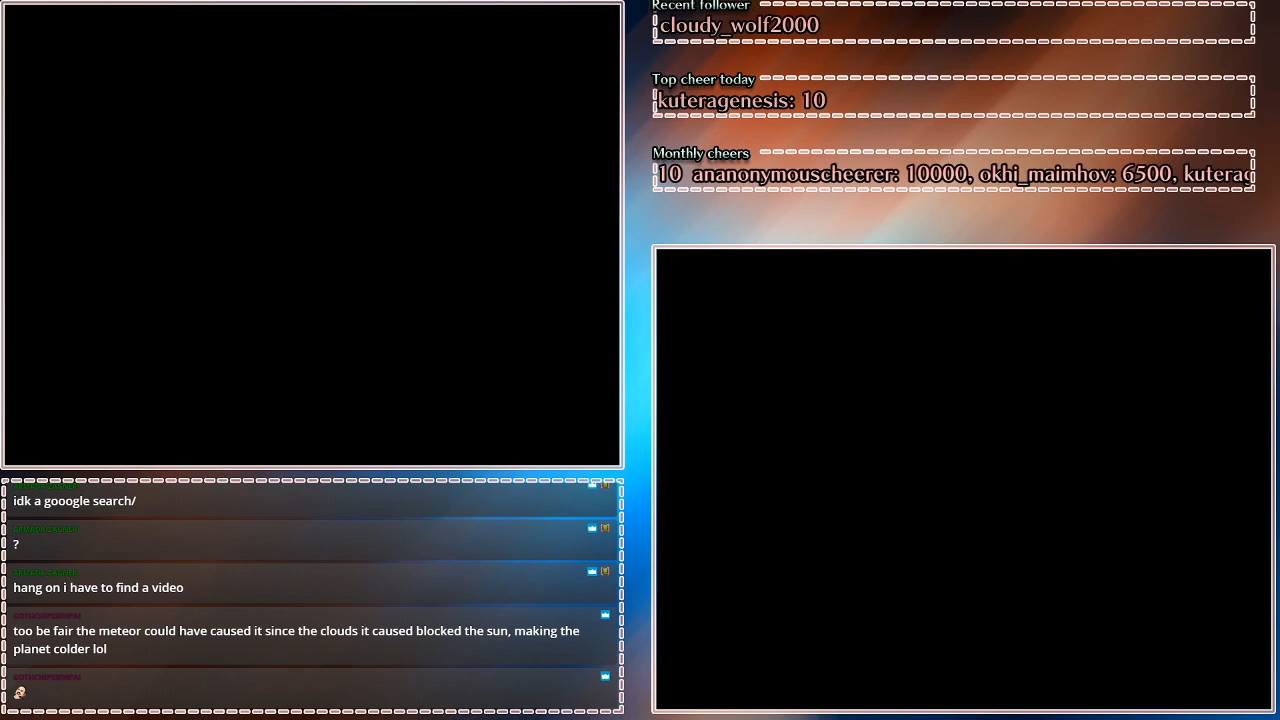 Recent follower
cloudy_wolf2000
Top cheer today
kuteragenesis: 10
Monthly cheers
10 ananonymouscheerer: 10000, okhi_maimhov: 6500, kuterag
idk a gooogle search/
?
hang on i have to find a video
too be fair the meteor could have caused it since the clouds it caused blocked the sun, making the
planet colder lol